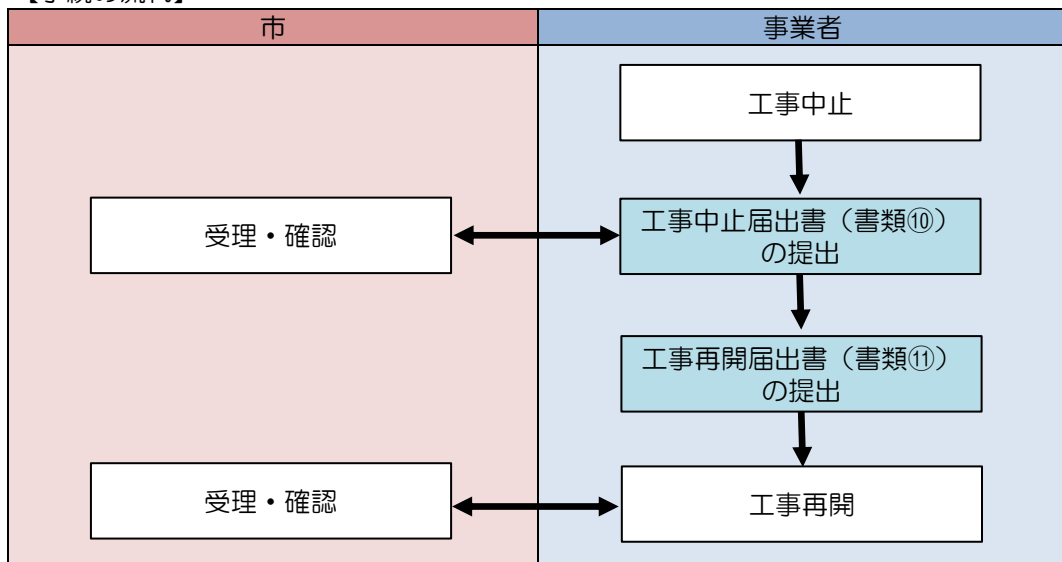 市
事業者
工事中止
受理・確認
工事中止届出書（書類⑩）
の提出
工事再開届出書（書類⑪）
の提出
受理・確認
工事再開